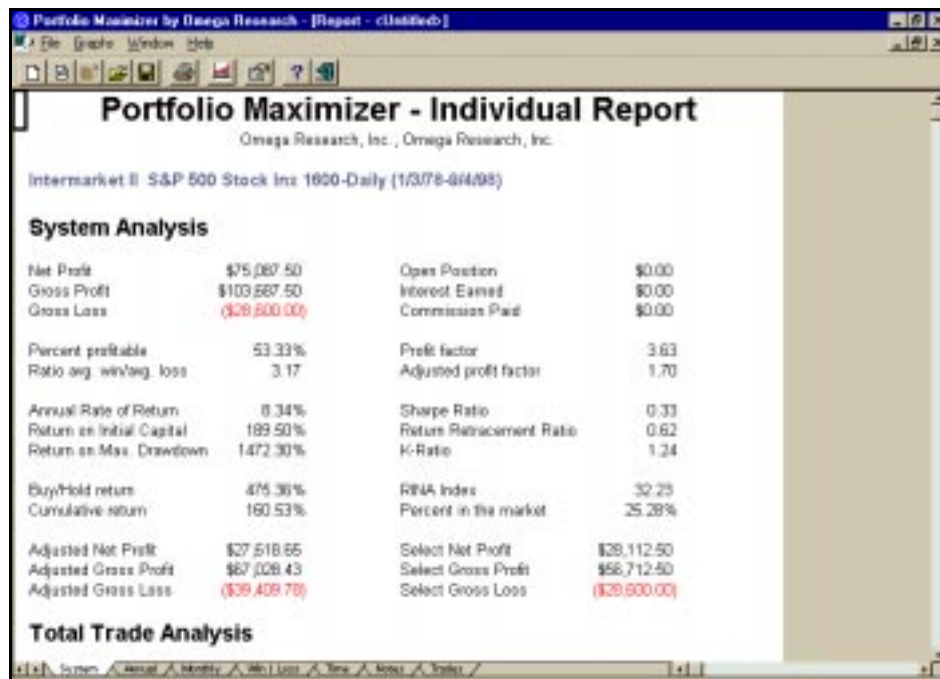 Portfolio Maximizer by Omega Research - [Report - <Untitled>]
File Graphs Window Help
Portfolio Maximizer - Individual Report
Omega Research, Inc., Omega Research, Inc.
Intermarket II S&P 500 Stock Inx 1600-Daily (1/3/78-8/4/98)
System Analysis
Net Profit $75,087.50 Open Position $0.00
Gross Profit $103,687.50 Interest Earned $0.00
Gross Loss ($28,600.00) Commission Paid $0.00
Percent profitable 53.33% Profit factor 3.63
Ratio avg. win/avg. loss 3.17 Adjusted profit factor 1.70
Annual Rate of Return 8.34% Sharpe Ratio 0.33
Return on Initial Capital 189.50% Return Retracement Ratio 0.62
Return on Max. Drawdown 1472.30% K-Ratio 1.24
Buy/Hold return 475.36% RINA Index 32.23
Cumulative return 160.53% Percent in the market 25.28%
Adjusted Net Profit $27,618.65 Select Net Profit $28,112.50
Adjusted Gross Profit $67,028.43 Select Gross Profit $56,712.50
Adjusted Gross Loss ($39,409.78) Select Gross Loss ($28,600.00)
Total Trade Analysis
System Annual Monthly Win | Loss Time Notes Trades